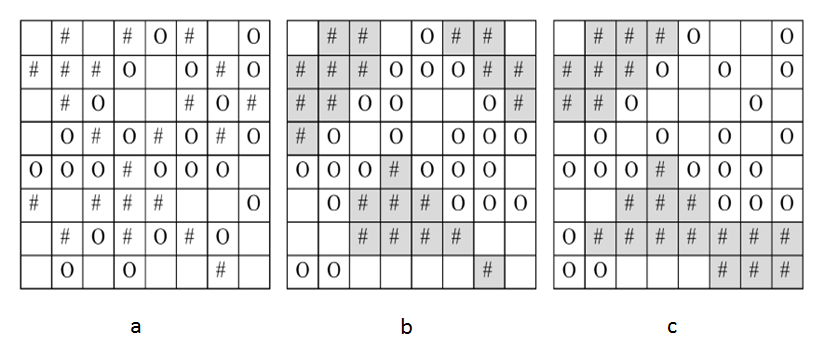 # # O # O
# # # O O # O
# O # O #
O # O # O # O
O O O # O O O
# # # # O
# O # O # O
O O #
a
# # O # #
# # # O O O # #
# # O O O #
# O O O O O
O O O # O O O
O # # # O O O
# # # #
O O #
b
# # # O O
# # # O O O
# # O O
O O O O
O O O # O O O
# # # O O O
O # # # # # # #
O O # # #
c